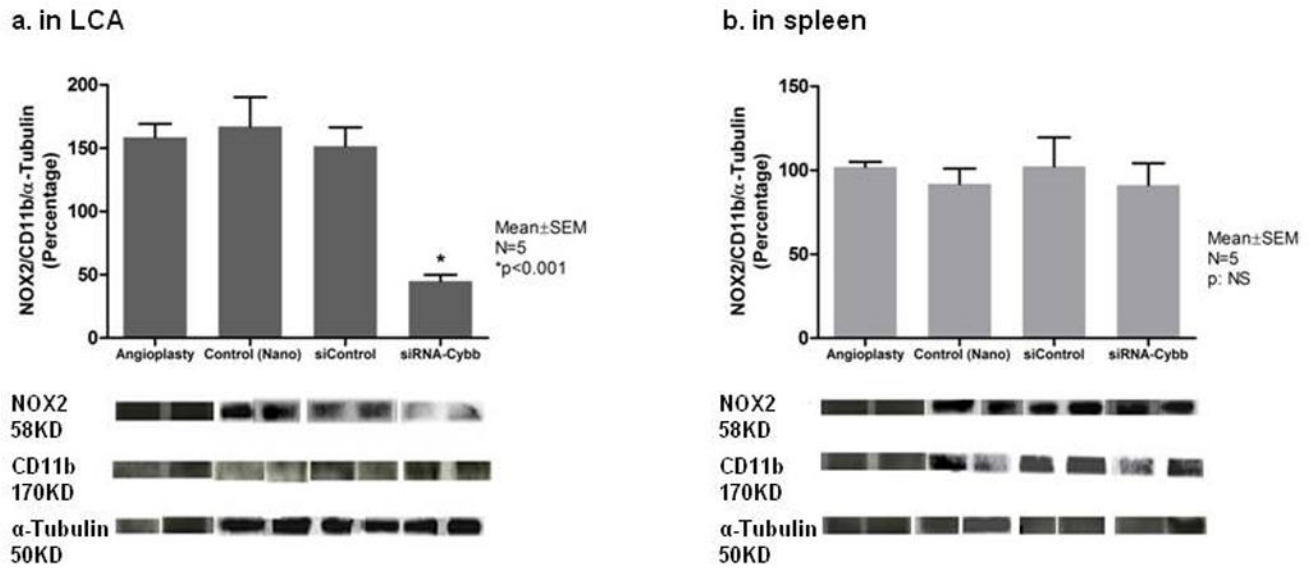 a. in LCA
NOX2/CD11b/α-Tubulin
(Percentage)
200
150
100
50
0
*
Mean±SEM
N=5
*p<0.001
Angioplasty Control (Nano) siControl siRNA-Cybb
NOX2
58KD
CD11b
170KD
α-Tubulin
50KD
b. in spleen
NOX2/CD11b/α-Tubulin
(Percentage)
150
100
50
0
Mean±SEM
N=5
p: NS
Angioplasty Control (Nano) siControl siRNA-Cybb
NOX2
58KD
CD11b
170KD
α-Tubulin
50KD